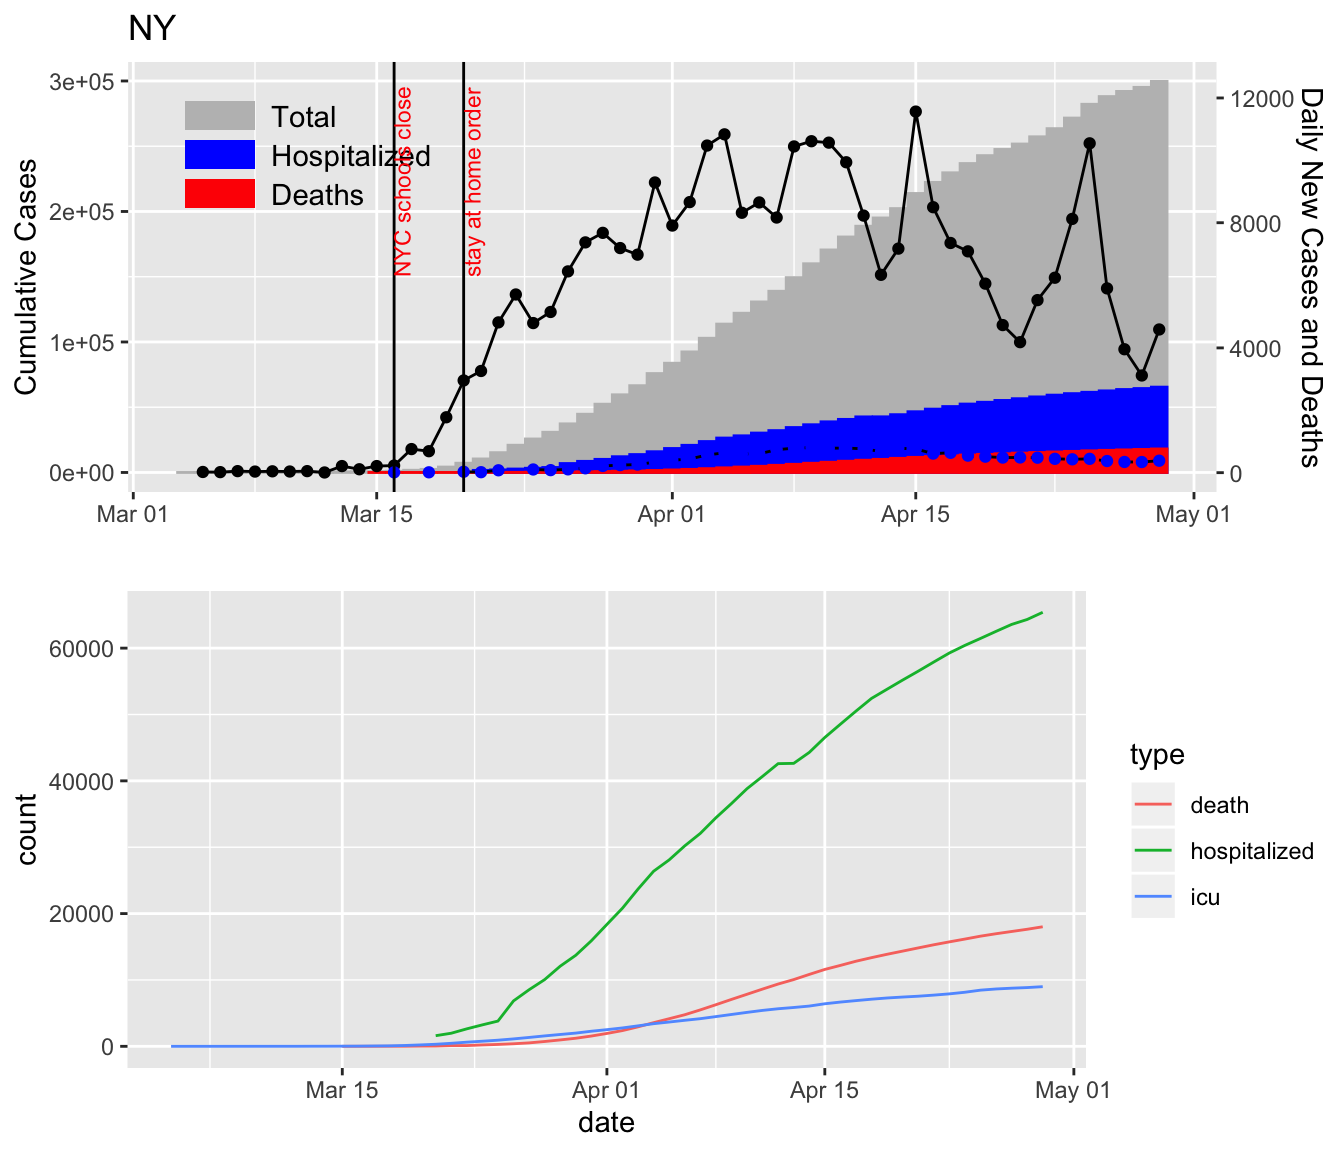 NY
3e+05
2e+05
1e+05
0e+00
Cumulative Cases
Total
Hospitalized
Deaths
NYC schools close
stay at home order
12000
8000
4000
0
Daily New Cases and Deaths
Mar 01
Mar 15
Apr 01
Apr 15
May 01
60000
40000
20000
0
count
Mar 15
Apr 01
Apr 15
May 01
date
type
death
hospitalized
icu